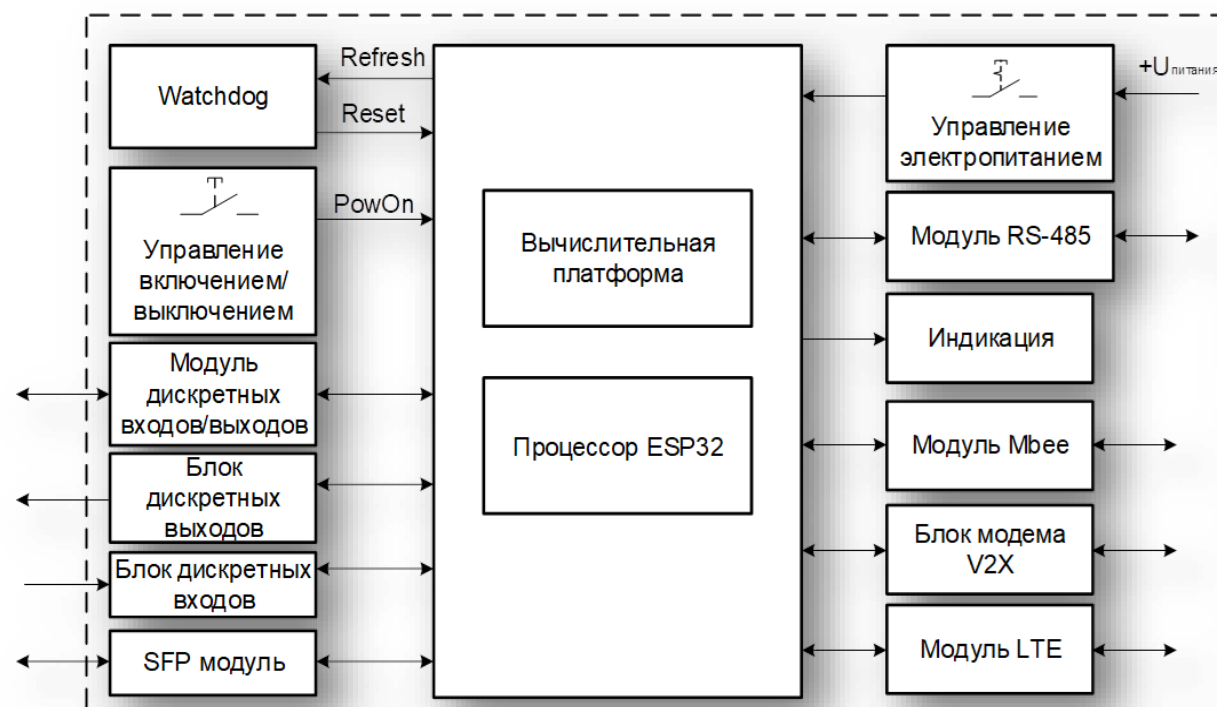 Watchdog
Refresh
Reset
Управление
включением/
выключением
PowOn
Модуль
дискретных
входов/выходов
Блок
дискретных
выходов
Блок дискретных
входов
SFP модуль
Вычислительная
платформа
Процессор ESP32
+Uпитания
Управление
электропитанием
Модуль RS-485
Индикация
Модуль Mbee
Блок модема
V2X
Модуль LTE